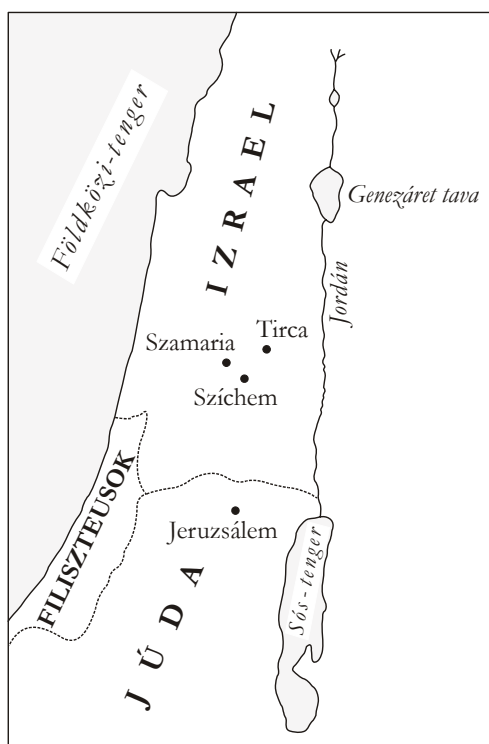 Földközi-tenger
IZRAEL
Genezáret tava
Jordán
Tirca
Szamaria
Szíchem
FILISZTEUSOK
Jeruzsálem
Sós-tenger
JÚDA